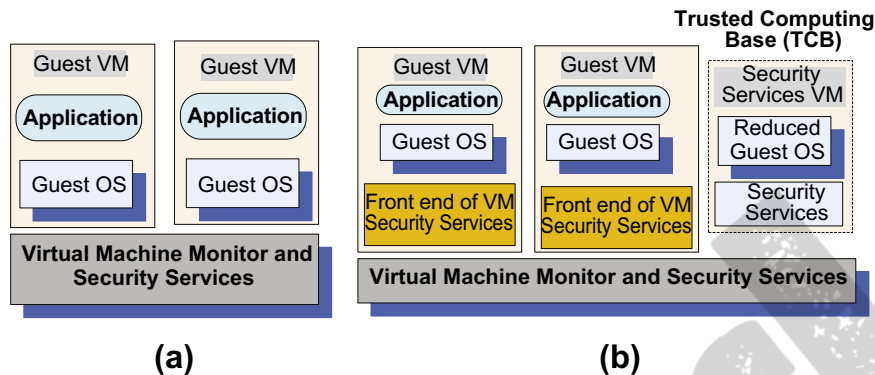 Guest VM
Application
Guest OS
Guest VM
Application
Guest OS
Virtual Machine Monitor and
Security Services
(a)
Guest VM
Application
Guest OS
Front end of VM
Security Services
Guest VM
Application
Guest OS
Front end of VM
Security Services
Trusted Computing
Base (TCB)
Security
Services VM
Reduced
Guest OS
Security
Services
Virtual Machine Monitor and Security Services
(b)